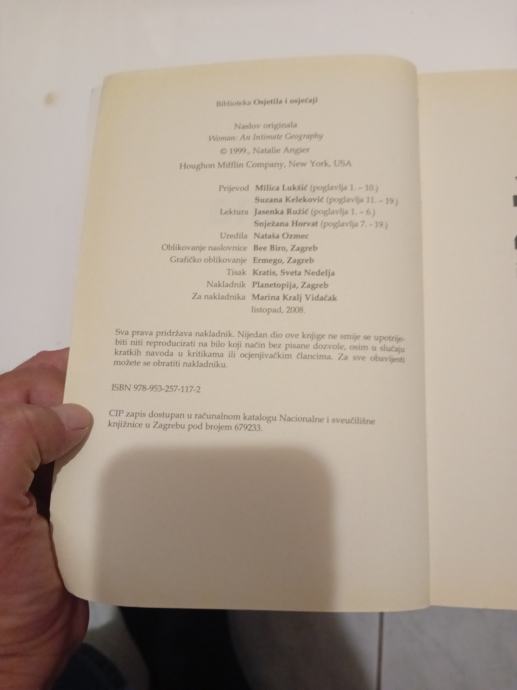 Biblioteka Osjetila i osjećaji
Naslov originala
Woman: An Intimate Geography
© 1999., Natalie Angier
Houghon Mifflin Company, New York, USA
Prijevod Milica Lukšić (poglavlja 1. – 10.)
Suzana Keleković (poglavlja 11. – 19.)
Lektura Jasenka Ružić (poglavlja 1. – 6.)
Snježana Horvat (poglavlja 7. – 19.)
Uredila Nataša Ozmec
Oblikovanje naslovnice Bee Biro, Zagreb
Grafičko oblikovanje Ermego, Zagreb
Tisak Kratis, Sveta Nedelja
Nakladnik Planetopija, Zagreb
Za nakladnika Marina Kralj Vidačak
listopad, 2008.
Sva prava pridržava nakladnik. Nijedan dio ove knjige ne smije se upotrije-
biti niti reproducirati na bilo koji način bez pisane dozvole, osim u slučaju
kratkih navoda u kritikama ili ocjenjivačkim člancima. Za sve obavijesti
možete se obratiti nakladniku.
ISBN 978-953-257-117-2
CIP zapis dostupan u računalnom katalogu Nacionalne i sveučilišne
knjižnice u Zagrebu pod brojem 679233.